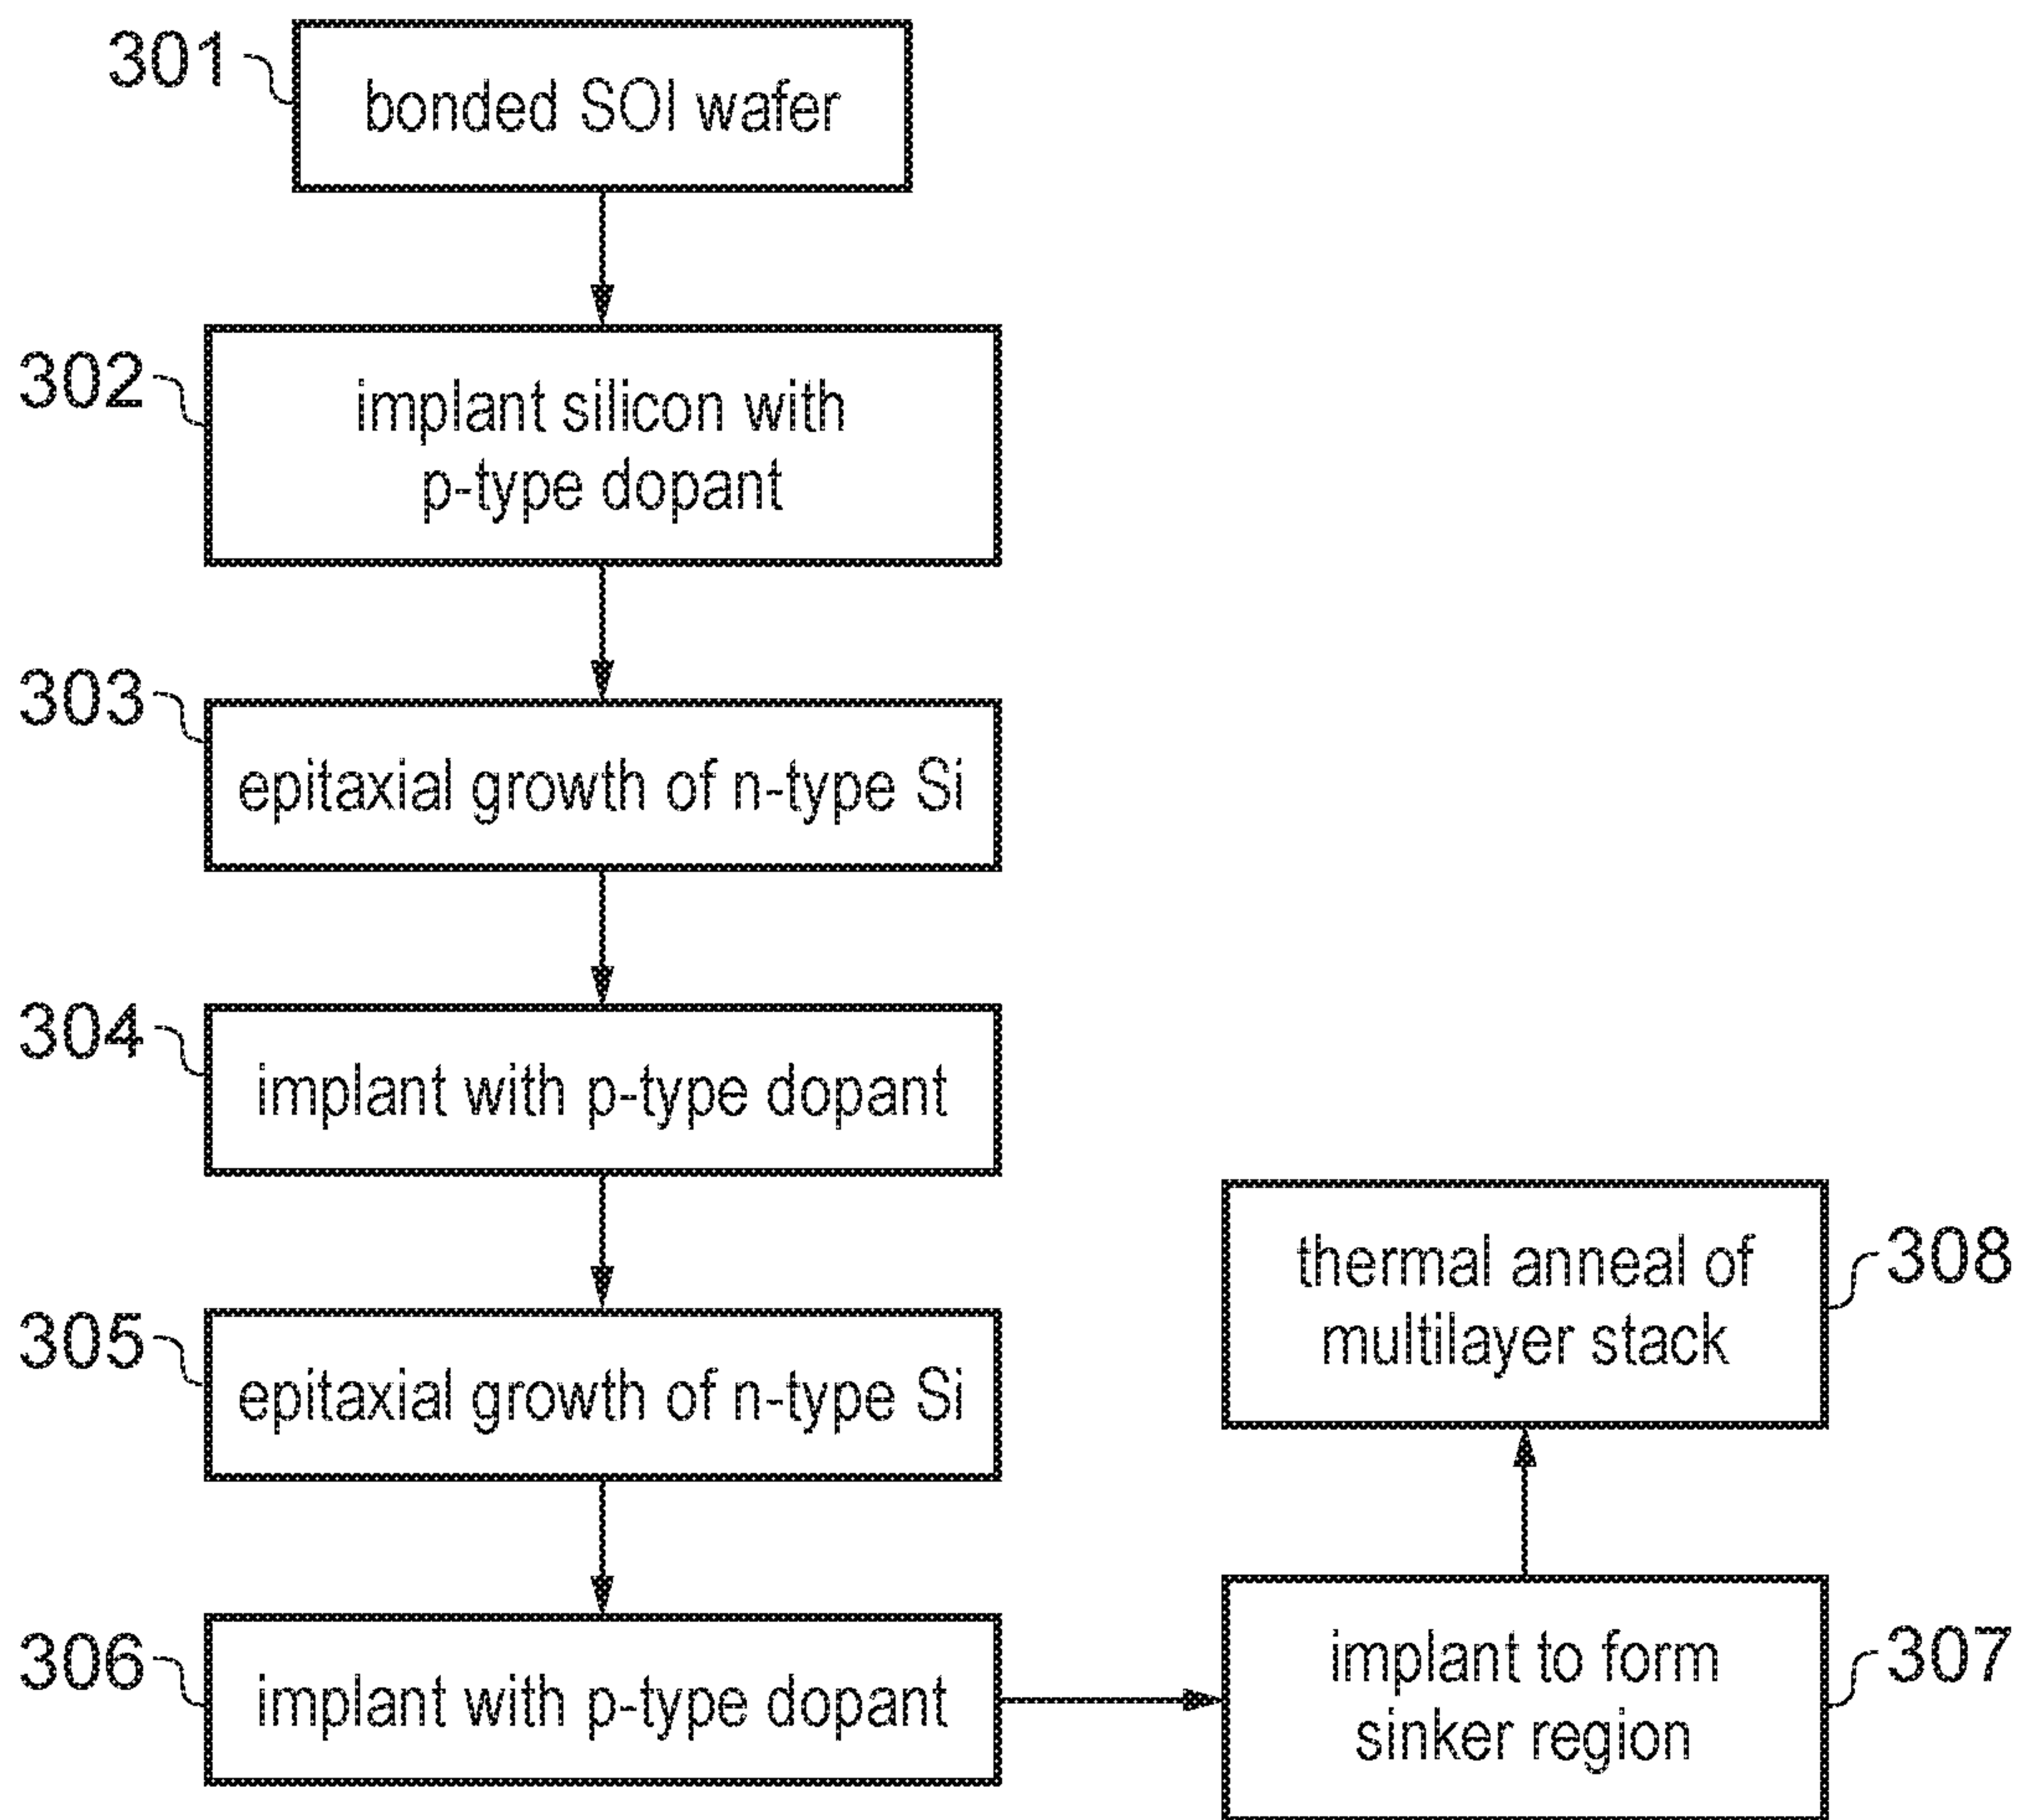 301
bonded SOI wafer
302
implant silicon with
p-type dopant
303
epitaxial growth of n-type Si
304
implant with p-type dopant
305
epitaxial growth of n-type Si
306
implant with p-type dopant
307
implant to form
sinker region
308
thermal anneal of
multilayer stack